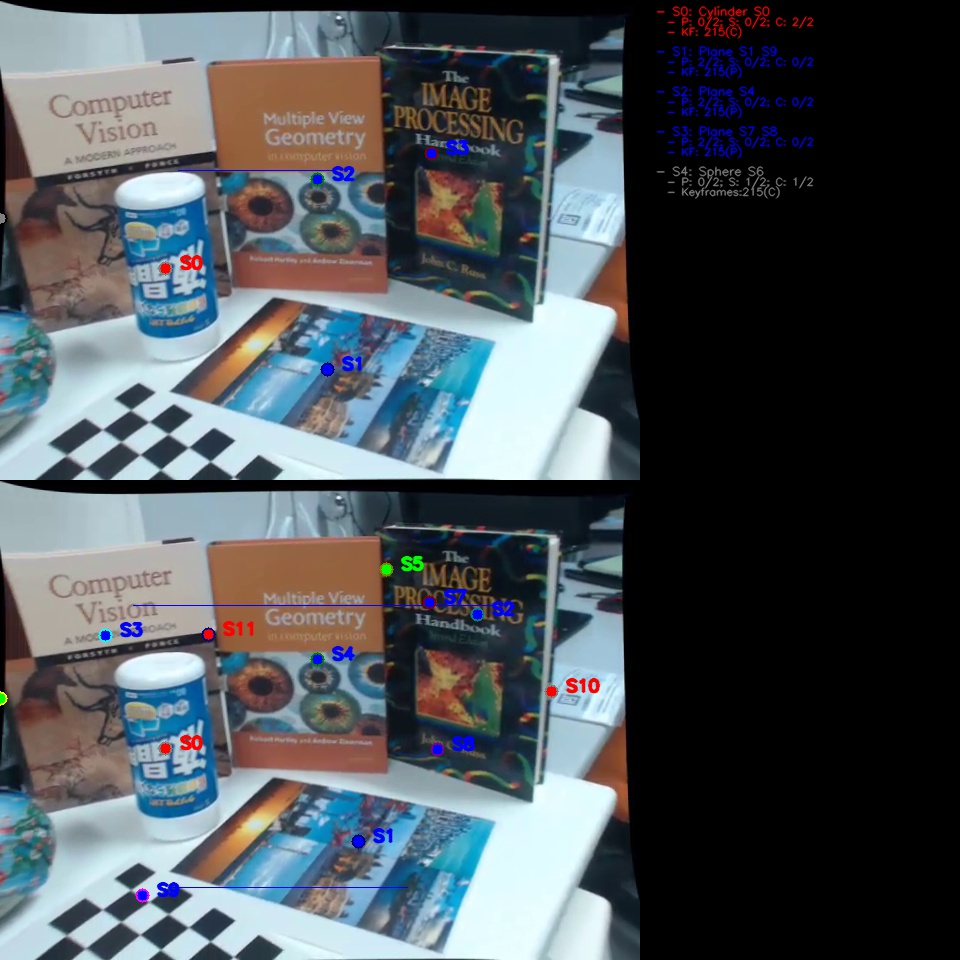 S0: Cylinder S0
P: 0/2; S: 0/2; C: 2/2
KF: 215(C)
S1: Plane S1 S9
P: 2/2; S: 0/2; C: 0/2
KF: 215(P)
S2: Plane S4
P: 2/2; S: 0/2; C: 0/2
KF: 215(P)
S3: Plane S7 S8
P: 2/2; S: 0/2; C: 0/2
KF: 215(P)
S4: Sphere S6
P: 0/2; S: 1/2; C: 1/2
Keyframes:215(C)
Computer
Vision
A MODERN APPROACH
FORSYTH • PONCE
Multiple View
Geometry
in computer vision
Richard Hartley and Andrew Zisserman
The
IMAGE
PROCESSING
Handbook
John C. Russ
S3
S2
S0
S1
Computer
Vision
A MODERN APPROACH
FORSYTH • PONCE
Multiple View
Geometry
in computer vision
Richard Hartley and Andrew Zisserman
The
IMAGE
PROCESSING
Handbook
John C. Russ
S5
S7
S2
S3
S11
S4
S10
S0
S8
S1
S9